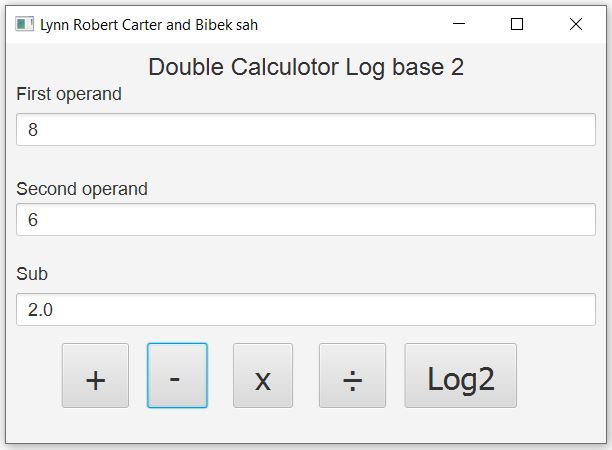 Lynn Robert Carter and Bibek sah
Double Calculotor Log base 2
First operand
8
Second operand
6
Sub
2.0
+ - x ÷ Log2